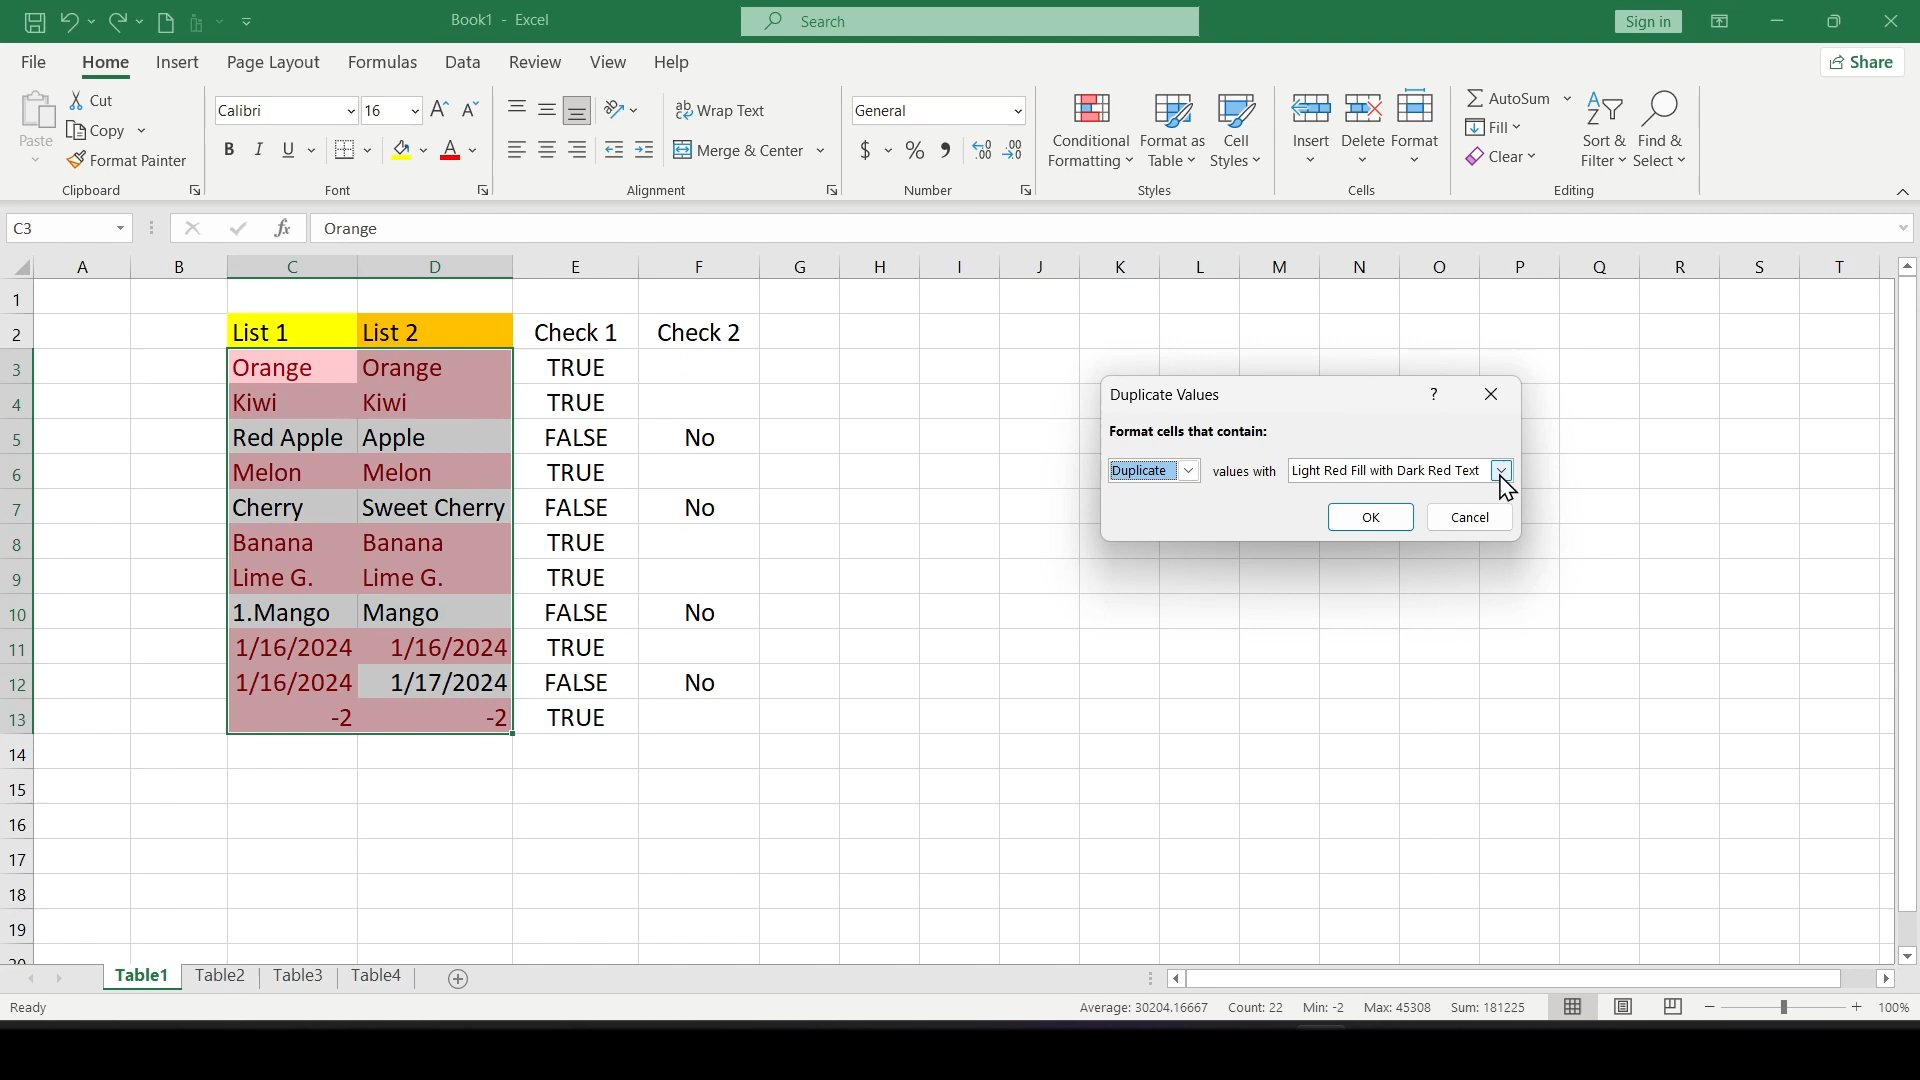 Book1 - Excel
Search
Sign in
File Home Insert Page Layout Formulas Data Review View Help
Share
Paste
Cut
Copy
Format Painter
Clipboard
Calibri 16
B I U
Font
Wrap Text
Merge & Center
Alignment
General
$ % ,
Number
Conditional Formatting
Format as Table
Cell Styles
Styles
Insert Delete Format
Cells
AutoSum
Fill
Clear
Sort & Filter
Find & Select
Editing
C3 fx Orange
A B C D E F G H I J K L M N O P Q R S T
1
2 List 1 List 2 Check 1 Check 2
3 Orange Orange TRUE
4 Kiwi Kiwi TRUE
5 Red Apple Apple FALSE No
6 Melon Melon TRUE
7 Cherry Sweet Cherry FALSE No
8 Banana Banana TRUE
9 Lime G. Lime G. TRUE
10 1.Mango Mango FALSE No
11 1/16/2024 1/16/2024 TRUE
12 1/16/2024 1/17/2024 FALSE No
13 -2 -2 TRUE
14
15
16
17
18
19
20
Duplicate Values ?
Format cells that contain:
Duplicate values with Light Red Fill with Dark Red Text
OK Cancel
Table1 Table2 Table3 Table4
Ready Average: 30204.16667 Count: 22 Min: -2 Max: 45308 Sum: 181225 100%